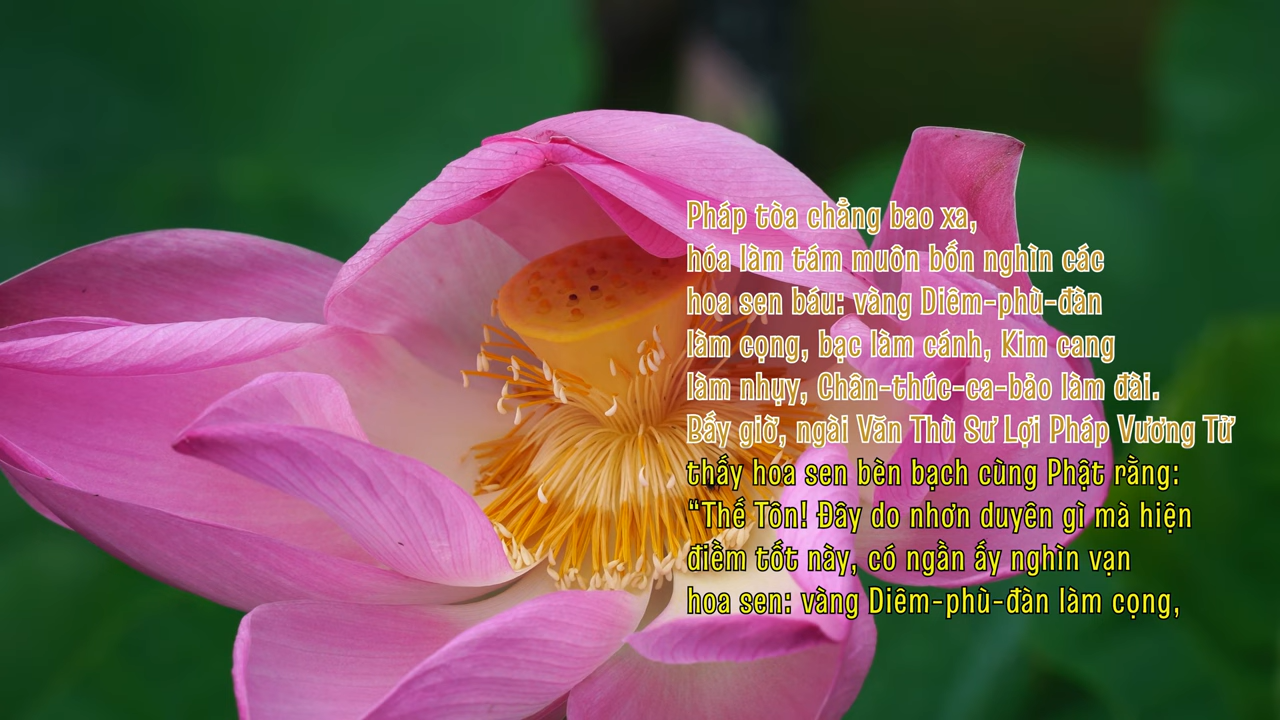 Pháp tòa chẳng bao xa,
hóa làm tám muôn bốn nghìn các
hoa sen báu: vàng Diêm-phù-đàn
làm cọng, bạc làm cánh, Kim cang
làm nhụy, Chân-thúc-ca-bảo làm đài.
Bấy giờ, ngài Văn Thù Sư Lợi Pháp Vương Tử
thấy hoa sen bèn bạch cùng Phật rằng:
“Thế Tôn! Đây do nhơn duyên gì mà hiện
điềm tốt này, có ngần ấy nghìn vạn
hoa sen: vàng Diêm-phù-đàn làm cọng,